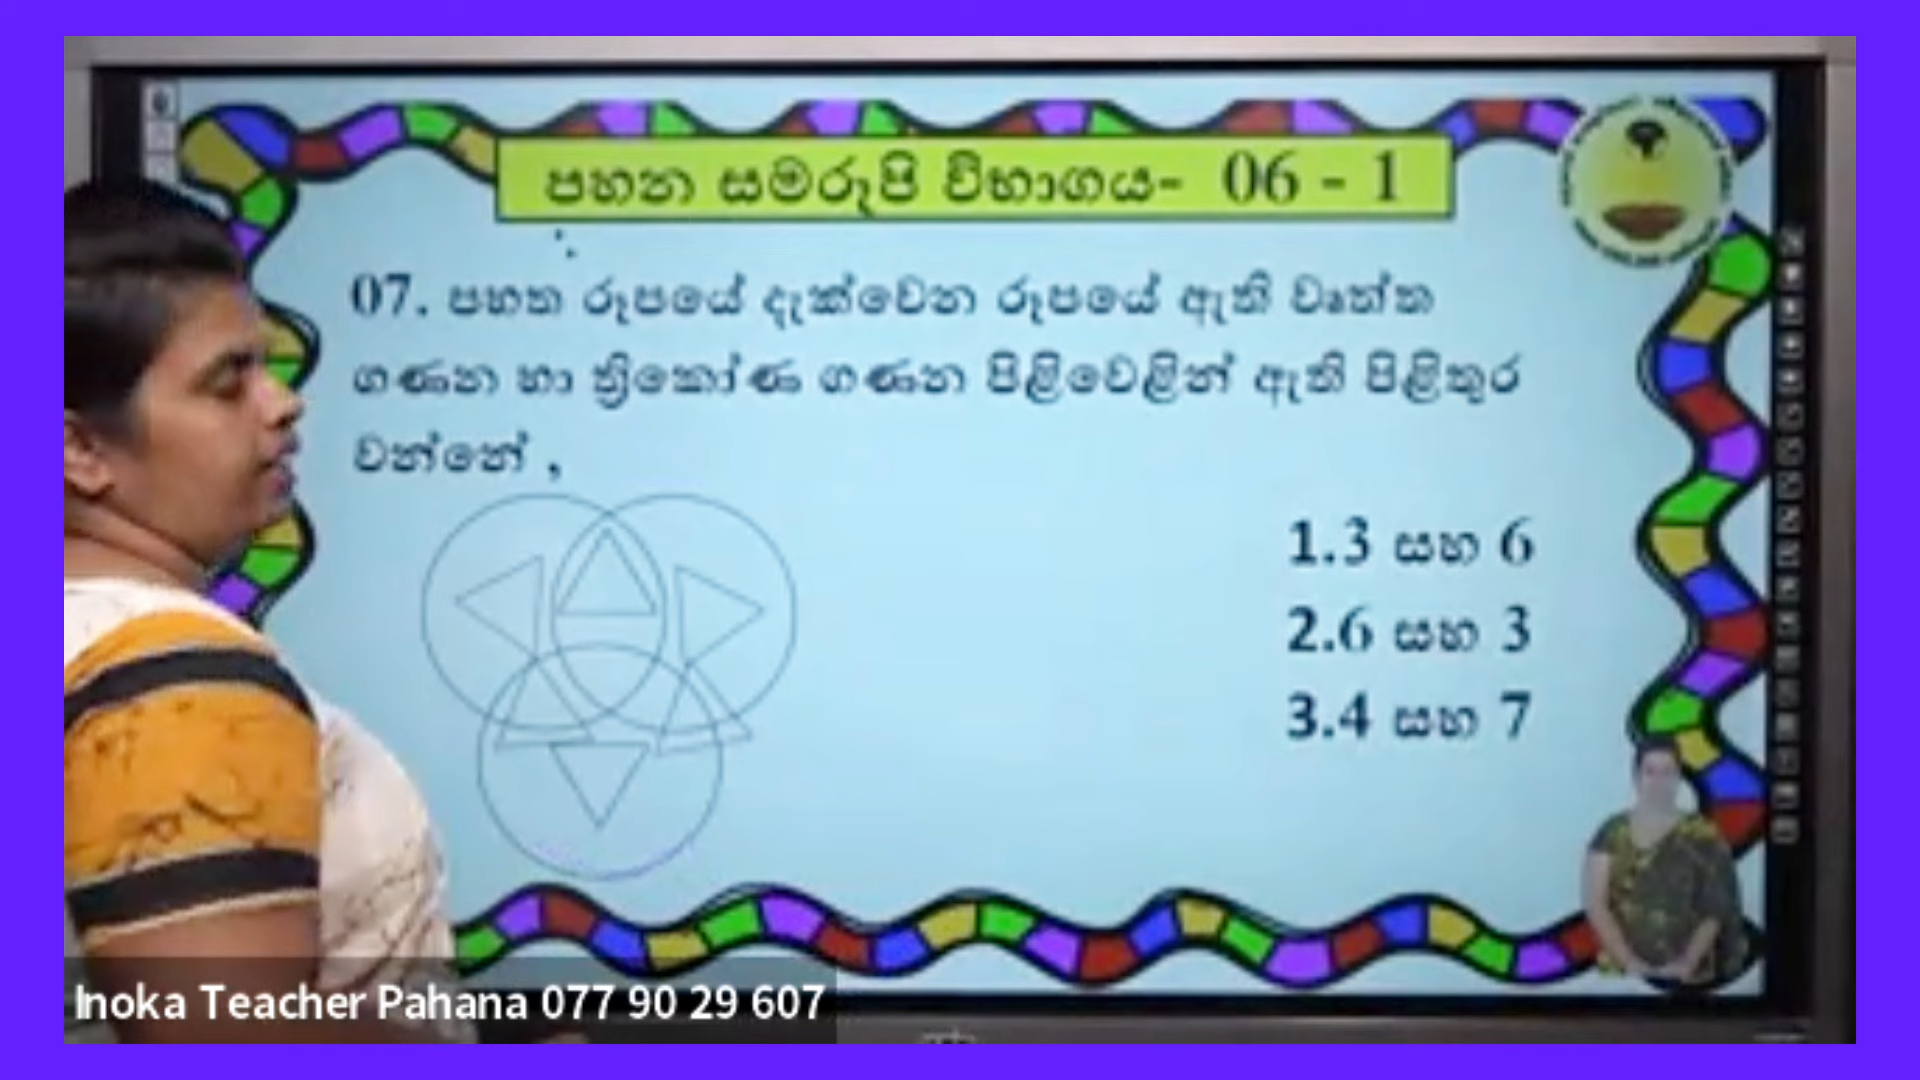 පහන සමරූපි විභාගය- 06 - 1
07. පහත රූපයේ දැක්වෙන රූපයේ ඇති වෘත්ත
ගණන හා ත්‍රිකෝණ ගණන පිළිවෙළින් ඇති පිළිතුර
වන්නේ ,
1.3 සහ 6
2.6 සහ 3
3.4 සහ 7
Inoka Teacher Pahana 077 90 29 607